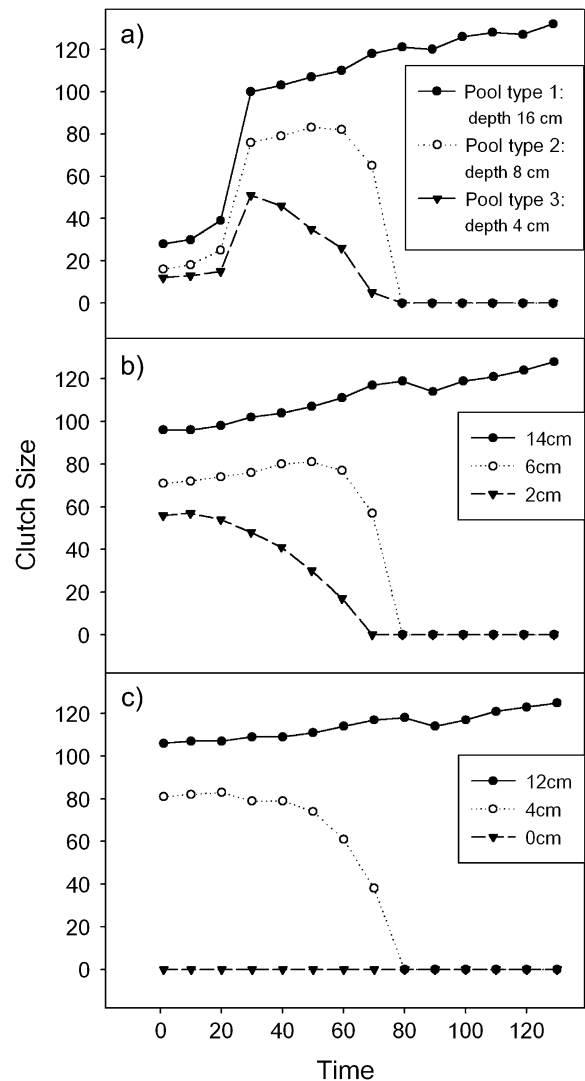 a)
120
100
80
60
40
20
0
Pool type 1:
depth 16 cm
Pool type 2:
depth 8 cm
Pool type 3:
depth 4 cm
b)
120
100
80
60
40
20
0
14cm
6cm
2cm
Clutch Size
c)
120
100
80
60
40
20
0
12cm
4cm
0cm
0 20 40 60 80 100 120
Time